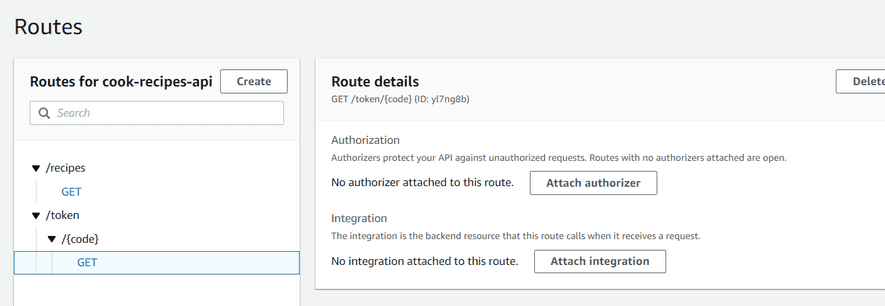 Routes
Routes for cook-recipes-api
Create
Search
/recipes
GET
/token
/{code}
GET
Route details
Delete
GET /token/{code} (ID: yl7ng8b)
Authorization
Authorizers protect your API against unauthorized requests. Routes with no authorizers attached are open.
No authorizer attached to this route.
Attach authorizer
Integration
The integration is the backend resource that this route calls when it receives a request.
No integration attached to this route.
Attach integration